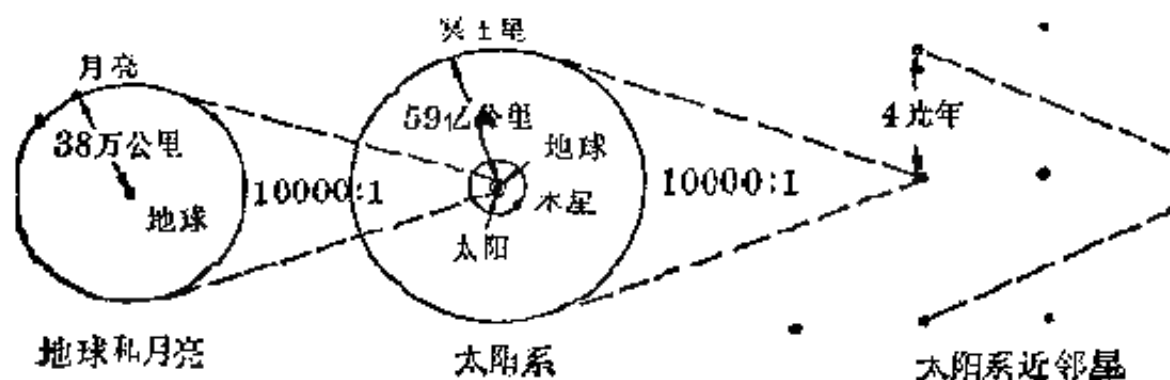 月亮
38万公里
地球
10000:1
地球和月亮
冥王星
59亿公里
地球
木星
太阳
10000:1
太阳系
4光年
太阳系近邻星